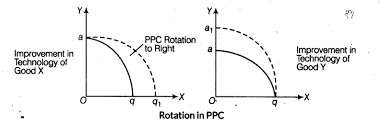 Y
Y
a₁
PPC Rotation
to Right
a
a
Improvement in
Technology of
Good X
Improvement in
Technology of
Good Y
O
q
q₁
X
O
q
X
Rotation in PPC